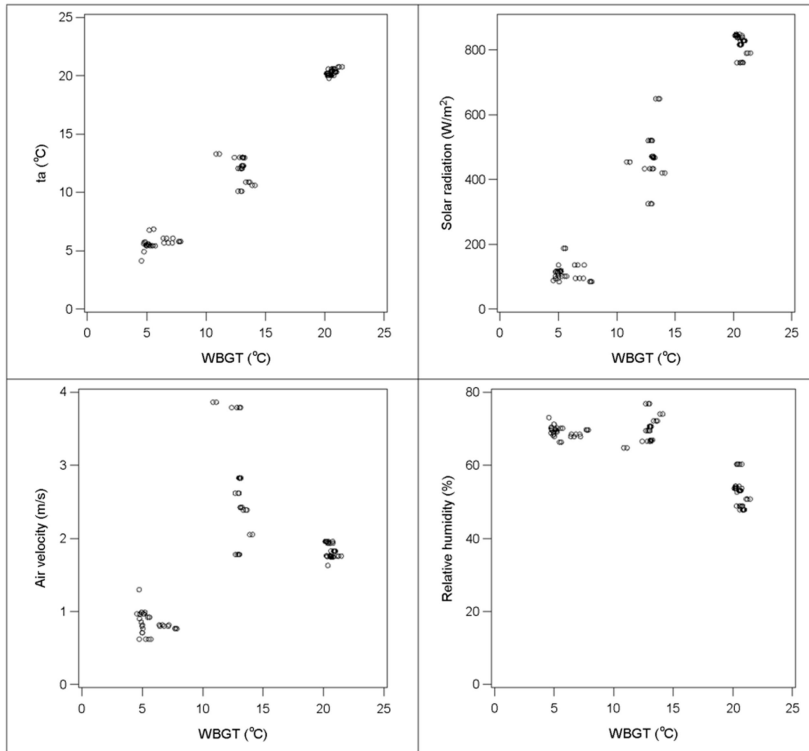 25
20
15
10
5
0
ta (°C)
0 5 10 15 20 25
WBGT (°C)
800
600
400
200
0
Solar radiation (W/m²)
0 5 10 15 20 25
WBGT (°C)
4
3
2
1
0
Air velocity (m/s)
0 5 10 15 20 25
WBGT (°C)
80
60
40
20
0
Relative humidity (%)
0 5 10 15 20 25
WBGT (°C)